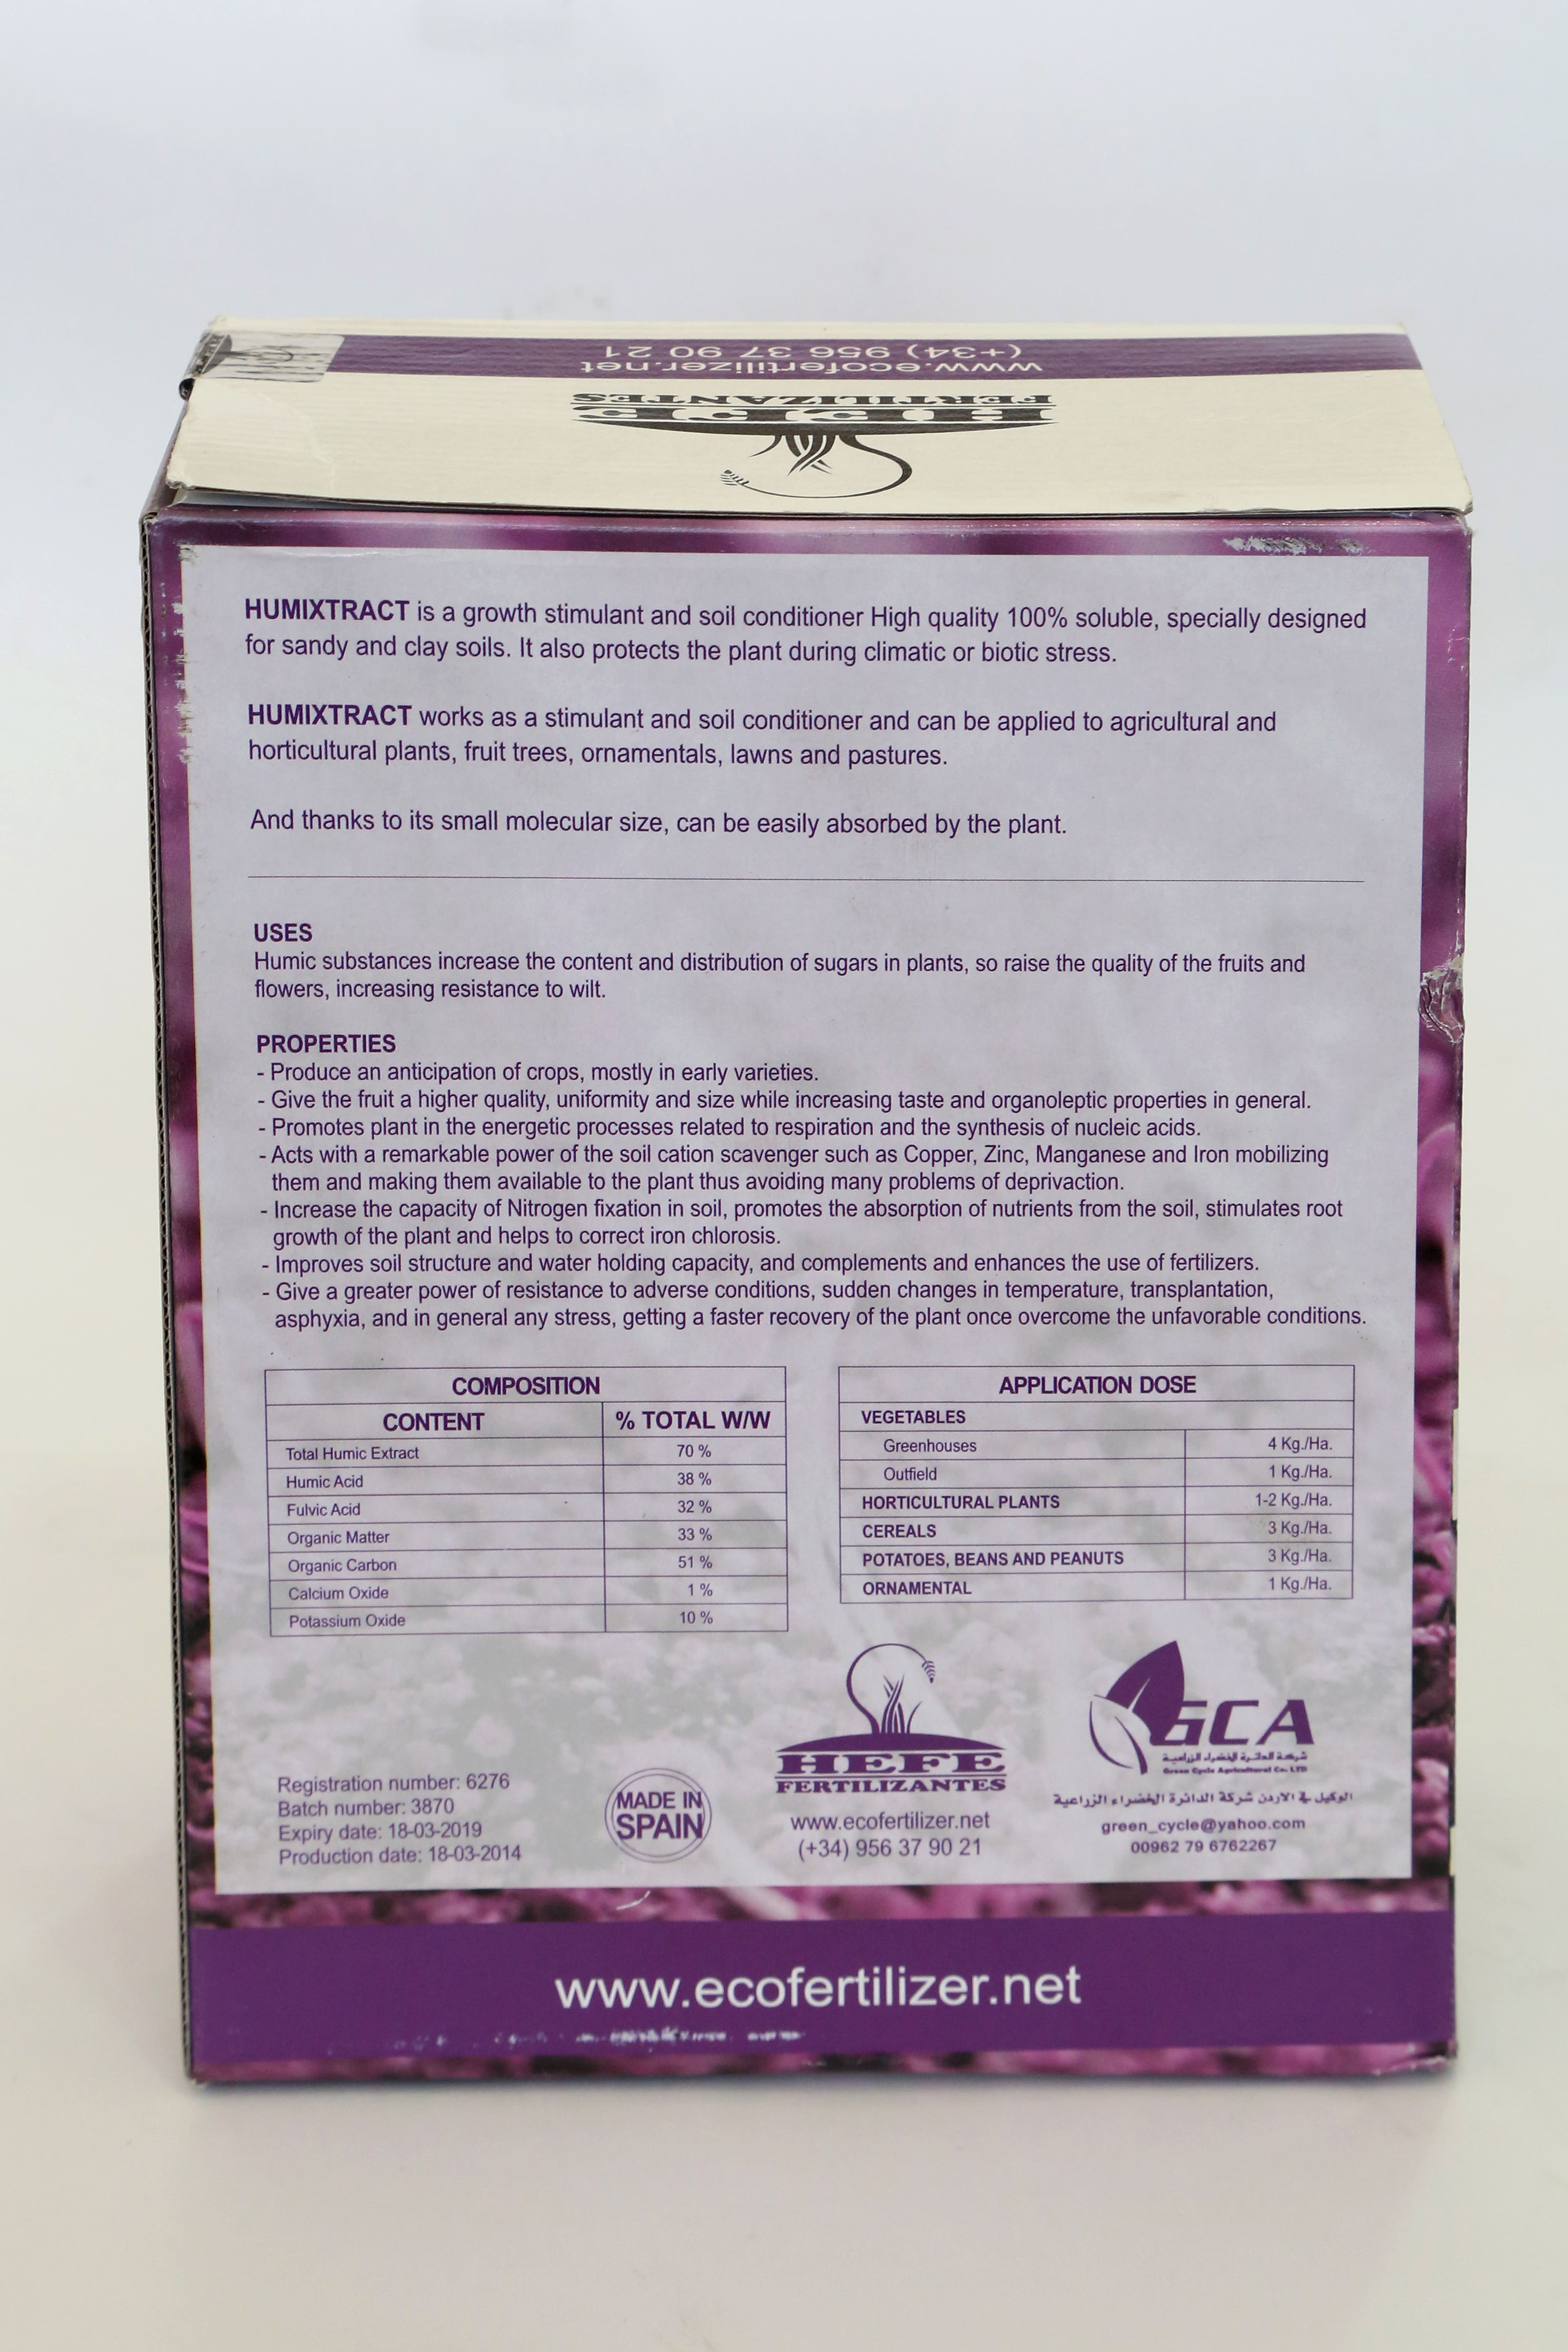 (+34) 956 37 90 21
www.ecofertilizer.net
HEFE
FERTILIZANTES
HUMIXTRACT is a growth stimulant and soil conditioner High quality 100% soluble, specially designed
for sandy and clay soils. It also protects the plant during climatic or biotic stress.
HUMIXTRACT works as a stimulant and soil conditioner and can be applied to agricultural and
horticultural plants, fruit trees, ornamentals, lawns and pastures.
And thanks to its small molecular size, can be easily absorbed by the plant.
USES
Humic substances increase the content and distribution of sugars in plants, so raise the quality of the fruits and
flowers, increasing resistance to wilt.
PROPERTIES
- Produce an anticipation of crops, mostly in early varieties.
- Give the fruit a higher quality, uniformity and size while increasing taste and organoleptic properties in general.
- Promotes plant in the energetic processes related to respiration and the synthesis of nucleic acids.
- Acts with a remarkable power of the soil cation scavenger such as Copper, Zinc, Manganese and Iron mobilizing
them and making them available to the plant thus avoiding many problems of deprivaction.
- Increase the capacity of Nitrogen fixation in soil, promotes the absorption of nutrients from the soil, stimulates root
growth of the plant and helps to correct iron chlorosis.
- Improves soil structure and water holding capacity, and complements and enhances the use of fertilizers.
- Give a greater power of resistance to adverse conditions, sudden changes in temperature, transplantation,
asphyxia, and in general any stress, getting a faster recovery of the plant once overcome the unfavorable conditions.
COMPOSITION
CONTENT % TOTAL W/W
Total Humic Extract 70 %
Humic Acid 38 %
Fulvic Acid 32 %
Organic Matter 33 %
Organic Carbon 51 %
Calcium Oxide 1 %
Potassium Oxide 10 %
APPLICATION DOSE
VEGETABLES
Greenhouses 4 Kg./Ha.
Outfield 1 Kg./Ha.
HORTICULTURAL PLANTS 1-2 Kg./Ha.
CEREALS 3 Kg./Ha.
POTATOES, BEANS AND PEANUTS 3 Kg./Ha.
ORNAMENTAL 1 Kg./Ha.
Registration number: 6276
Batch number: 3870
Expiry date: 18-03-2019
Production date: 18-03-2014
MADE IN
SPAIN
HEFE
FERTILIZANTES
www.ecofertilizer.net
(+34) 956 37 90 21
GCA
شركة الدائرة الخضراء الزراعية
Green Cycle Agricultural Co. LTD
الوكيل في الاردن شركة الدائرة الخضراء الزراعية
green_cycle@yahoo.com
00962 79 6762267
www.ecofertilizer.net